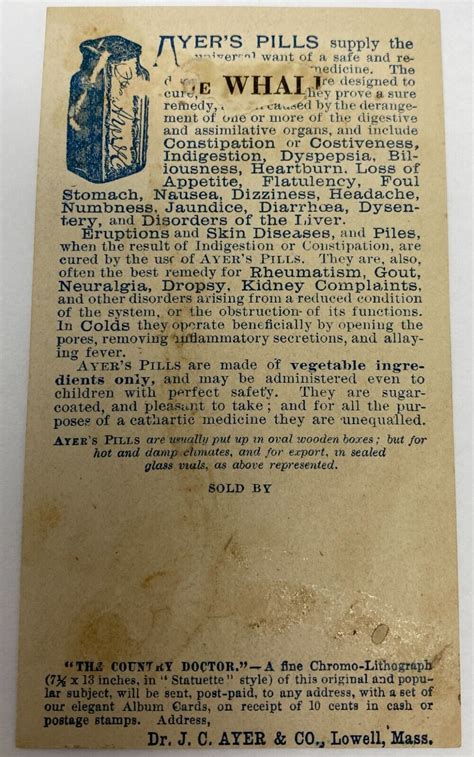 AYER'S PILLS supply the
universal want of a safe and re-
medicine. The
re designed to
WHAL
cure, hey prove a sure
remedy, caused by the derange-
ment of one or more of the digestive
and assimilative organs, and include
Constipation or Costiveness,
Indigestion, Dyspepsia, Bil-
iousness, Heartburn, Loss of
Appetite, Flatulency, Foul
Stomach, Nausea, Dizziness, Headache,
Numbness, Jaundice, Diarrhœa, Dysen-
tery, and Disorders of the Liver.
Eruptions and Skin Diseases, and Piles,
when the result of Indigestion or Constipation, are
cured by the use of AYER'S PILLS. They are, also,
often the best remedy for Rheumatism, Gout,
Neuralgia, Dropsy, Kidney Complaints,
and other disorders arising from a reduced condition
of the system, or the obstruction of its functions.
In Colds they operate beneficially by opening the
pores, removing inflammatory secretions, and allay-
ing fever.
AYER'S PILLS are made of vegetable ingre-
dients only, and may be administered even to
children with perfect safety. They are sugar-
coated, and pleasant to take; and for all the pur-
poses of a cathartic medicine they are unequalled.
AYER'S PILLS are usually put up in oval wooden boxes; but for
hot and damp climates, and for export, in sealed
glass vials, as above represented.
SOLD BY
"THE COUNTRY DOCTOR."—A fine Chromo-Lithograph
(7½ x 13 inches, in "Statuette" style) of this original and popu-
lar subject, will be sent, post-paid, to any address, with a set of
our elegant Album Cards, on receipt of 10 cents in cash or
postage stamps. Address,
Dr. J. C. AYER & CO., Lowell, Mass.